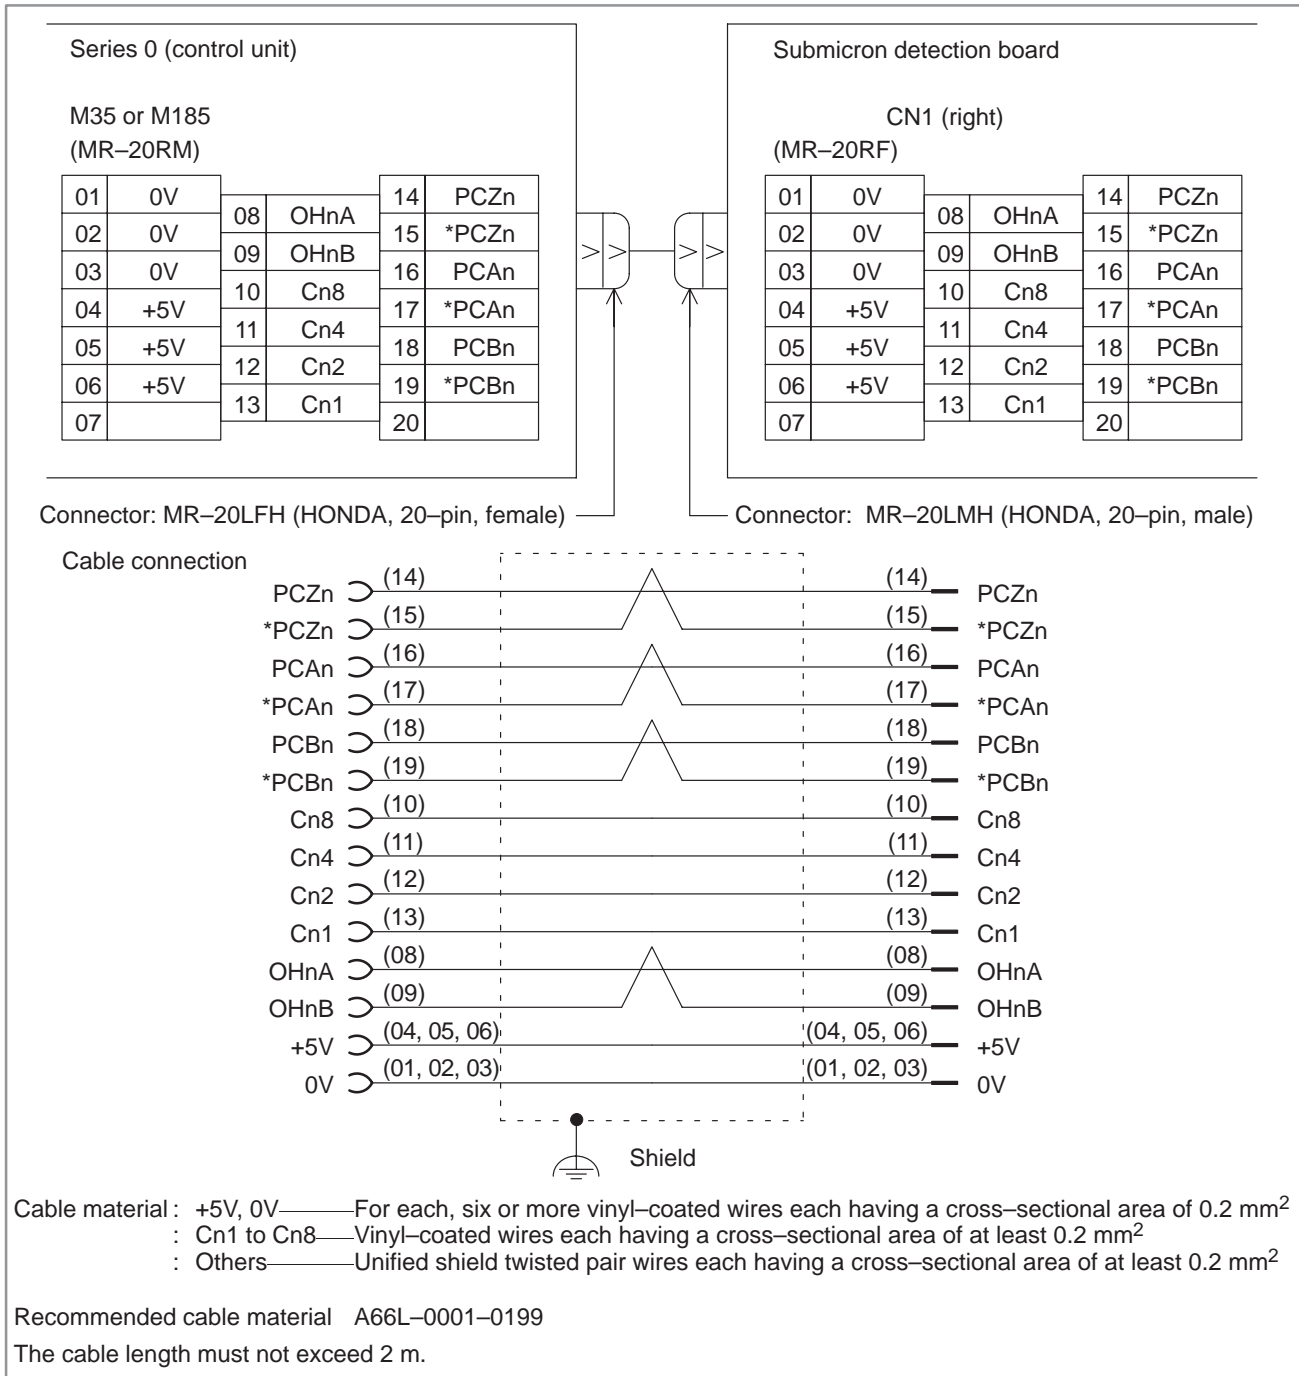 Series 0 (control unit)
Submicron detection board
M35 or M185
(MR–20RM)
CN1 (right)
(MR–20RF)
01 0V
02 0V
03 0V
04 +5V
05 +5V
06 +5V
07
08 OHnA
09 OHnB
10 Cn8
11 Cn4
12 Cn2
13 Cn1
14 PCZn
15 *PCZn
16 PCAn
17 *PCAn
18 PCBn
19 *PCBn
20
01 0V
02 0V
03 0V
04 +5V
05 +5V
06 +5V
07
08 OHnA
09 OHnB
10 Cn8
11 Cn4
12 Cn2
13 Cn1
14 PCZn
15 *PCZn
16 PCAn
17 *PCAn
18 PCBn
19 *PCBn
20
Connector: MR–20LFH (HONDA, 20–pin, female)
Connector: MR–20LMH (HONDA, 20–pin, male)
Cable connection
PCZn (14) (14) PCZn
*PCZn (15) (15) *PCZn
PCAn (16) (16) PCAn
*PCAn (17) (17) *PCAn
PCBn (18) (18) PCBn
*PCBn (19) (19) *PCBn
Cn8 (10) (10) Cn8
Cn4 (11) (11) Cn4
Cn2 (12) (12) Cn2
Cn1 (13) (13) Cn1
OHnA (08) (08) OHnA
OHnB (09) (09) OHnB
+5V (04, 05, 06) (04, 05, 06) +5V
0V (01, 02, 03) (01, 02, 03) 0V
Shield
Cable material : +5V, 0V For each, six or more vinyl–coated wires each having a cross–sectional area of 0.2 mm²
: Cn1 to Cn8 Vinyl–coated wires each having a cross–sectional area of at least 0.2 mm²
: Others Unified shield twisted pair wires each having a cross–sectional area of at least 0.2 mm²
Recommended cable material A66L–0001–0199
The cable length must not exceed 2 m.